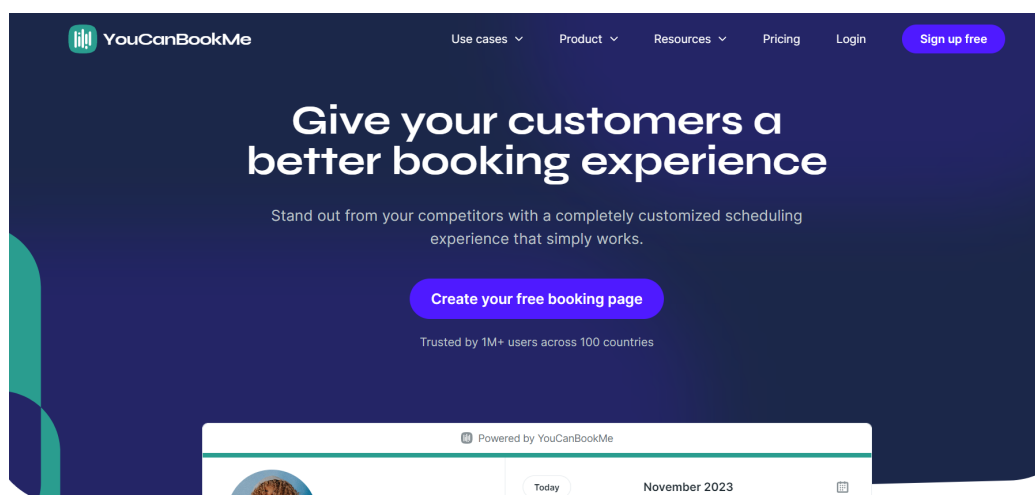 YouCanBookMe
Use cases
Product
Resources
Pricing
Login
Sign up free
Give your customers a
better booking experience
Stand out from your competitors with a completely customized scheduling
experience that simply works.
Create your free booking page
Trusted by 1M+ users across 100 countries
Powered by YouCanBookMe
Today
November 2023